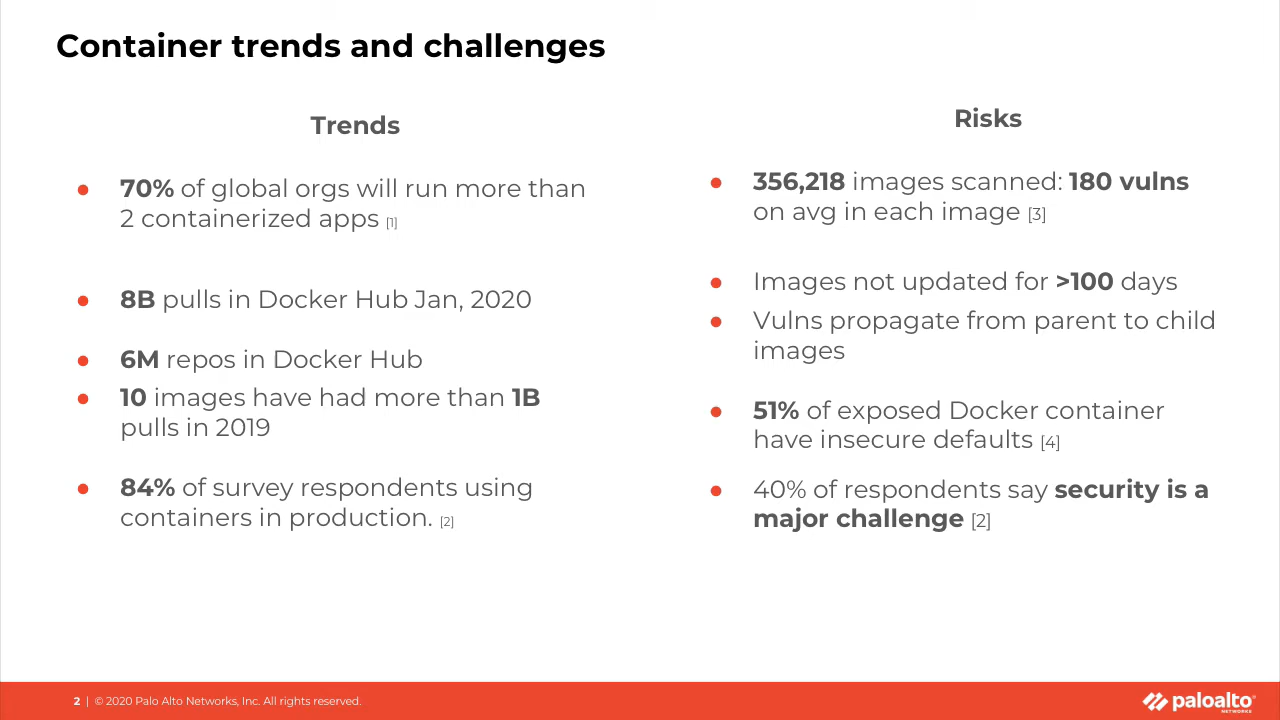 Container trends and challenges
Trends
● 70% of global orgs will run more than
2 containerized apps [1]
● 8B pulls in Docker Hub Jan, 2020
● 6M repos in Docker Hub
● 10 images have had more than 1B
pulls in 2019
● 84% of survey respondents using
containers in production. [2]
Risks
● 356,218 images scanned: 180 vulns
on avg in each image [3]
● Images not updated for >100 days
● Vulns propagate from parent to child
images
● 51% of exposed Docker container
have insecure defaults [4]
● 40% of respondents say security is a
major challenge [2]
2 | © 2020 Palo Alto Networks, Inc. All rights reserved.
paloalto
NETWORKS